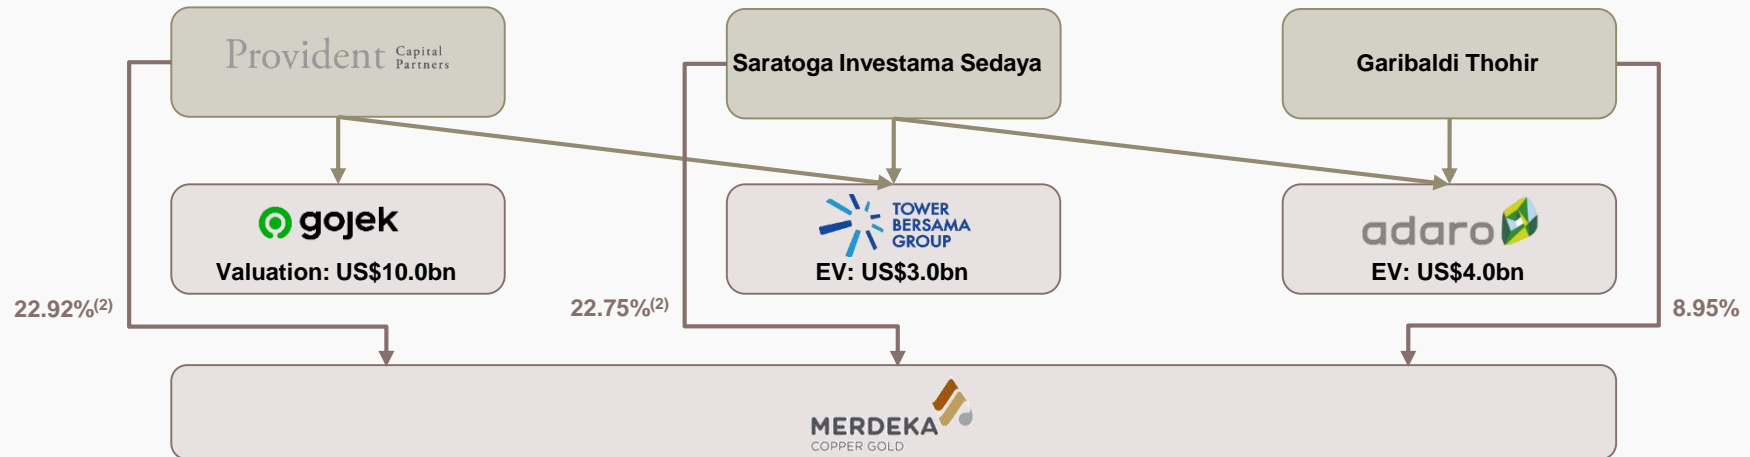 Provident Capital Partners
Saratoga Investama Sedaya
Garibaldi Thohir
gojek
Valuation: US$10.0bn
TOWER
BERSAMA
GROUP
EV: US$3.0bn
adaro
EV: US$4.0bn
22.92%(2)
22.75%(2)
8.95%
MERDEKA
COPPER GOLD